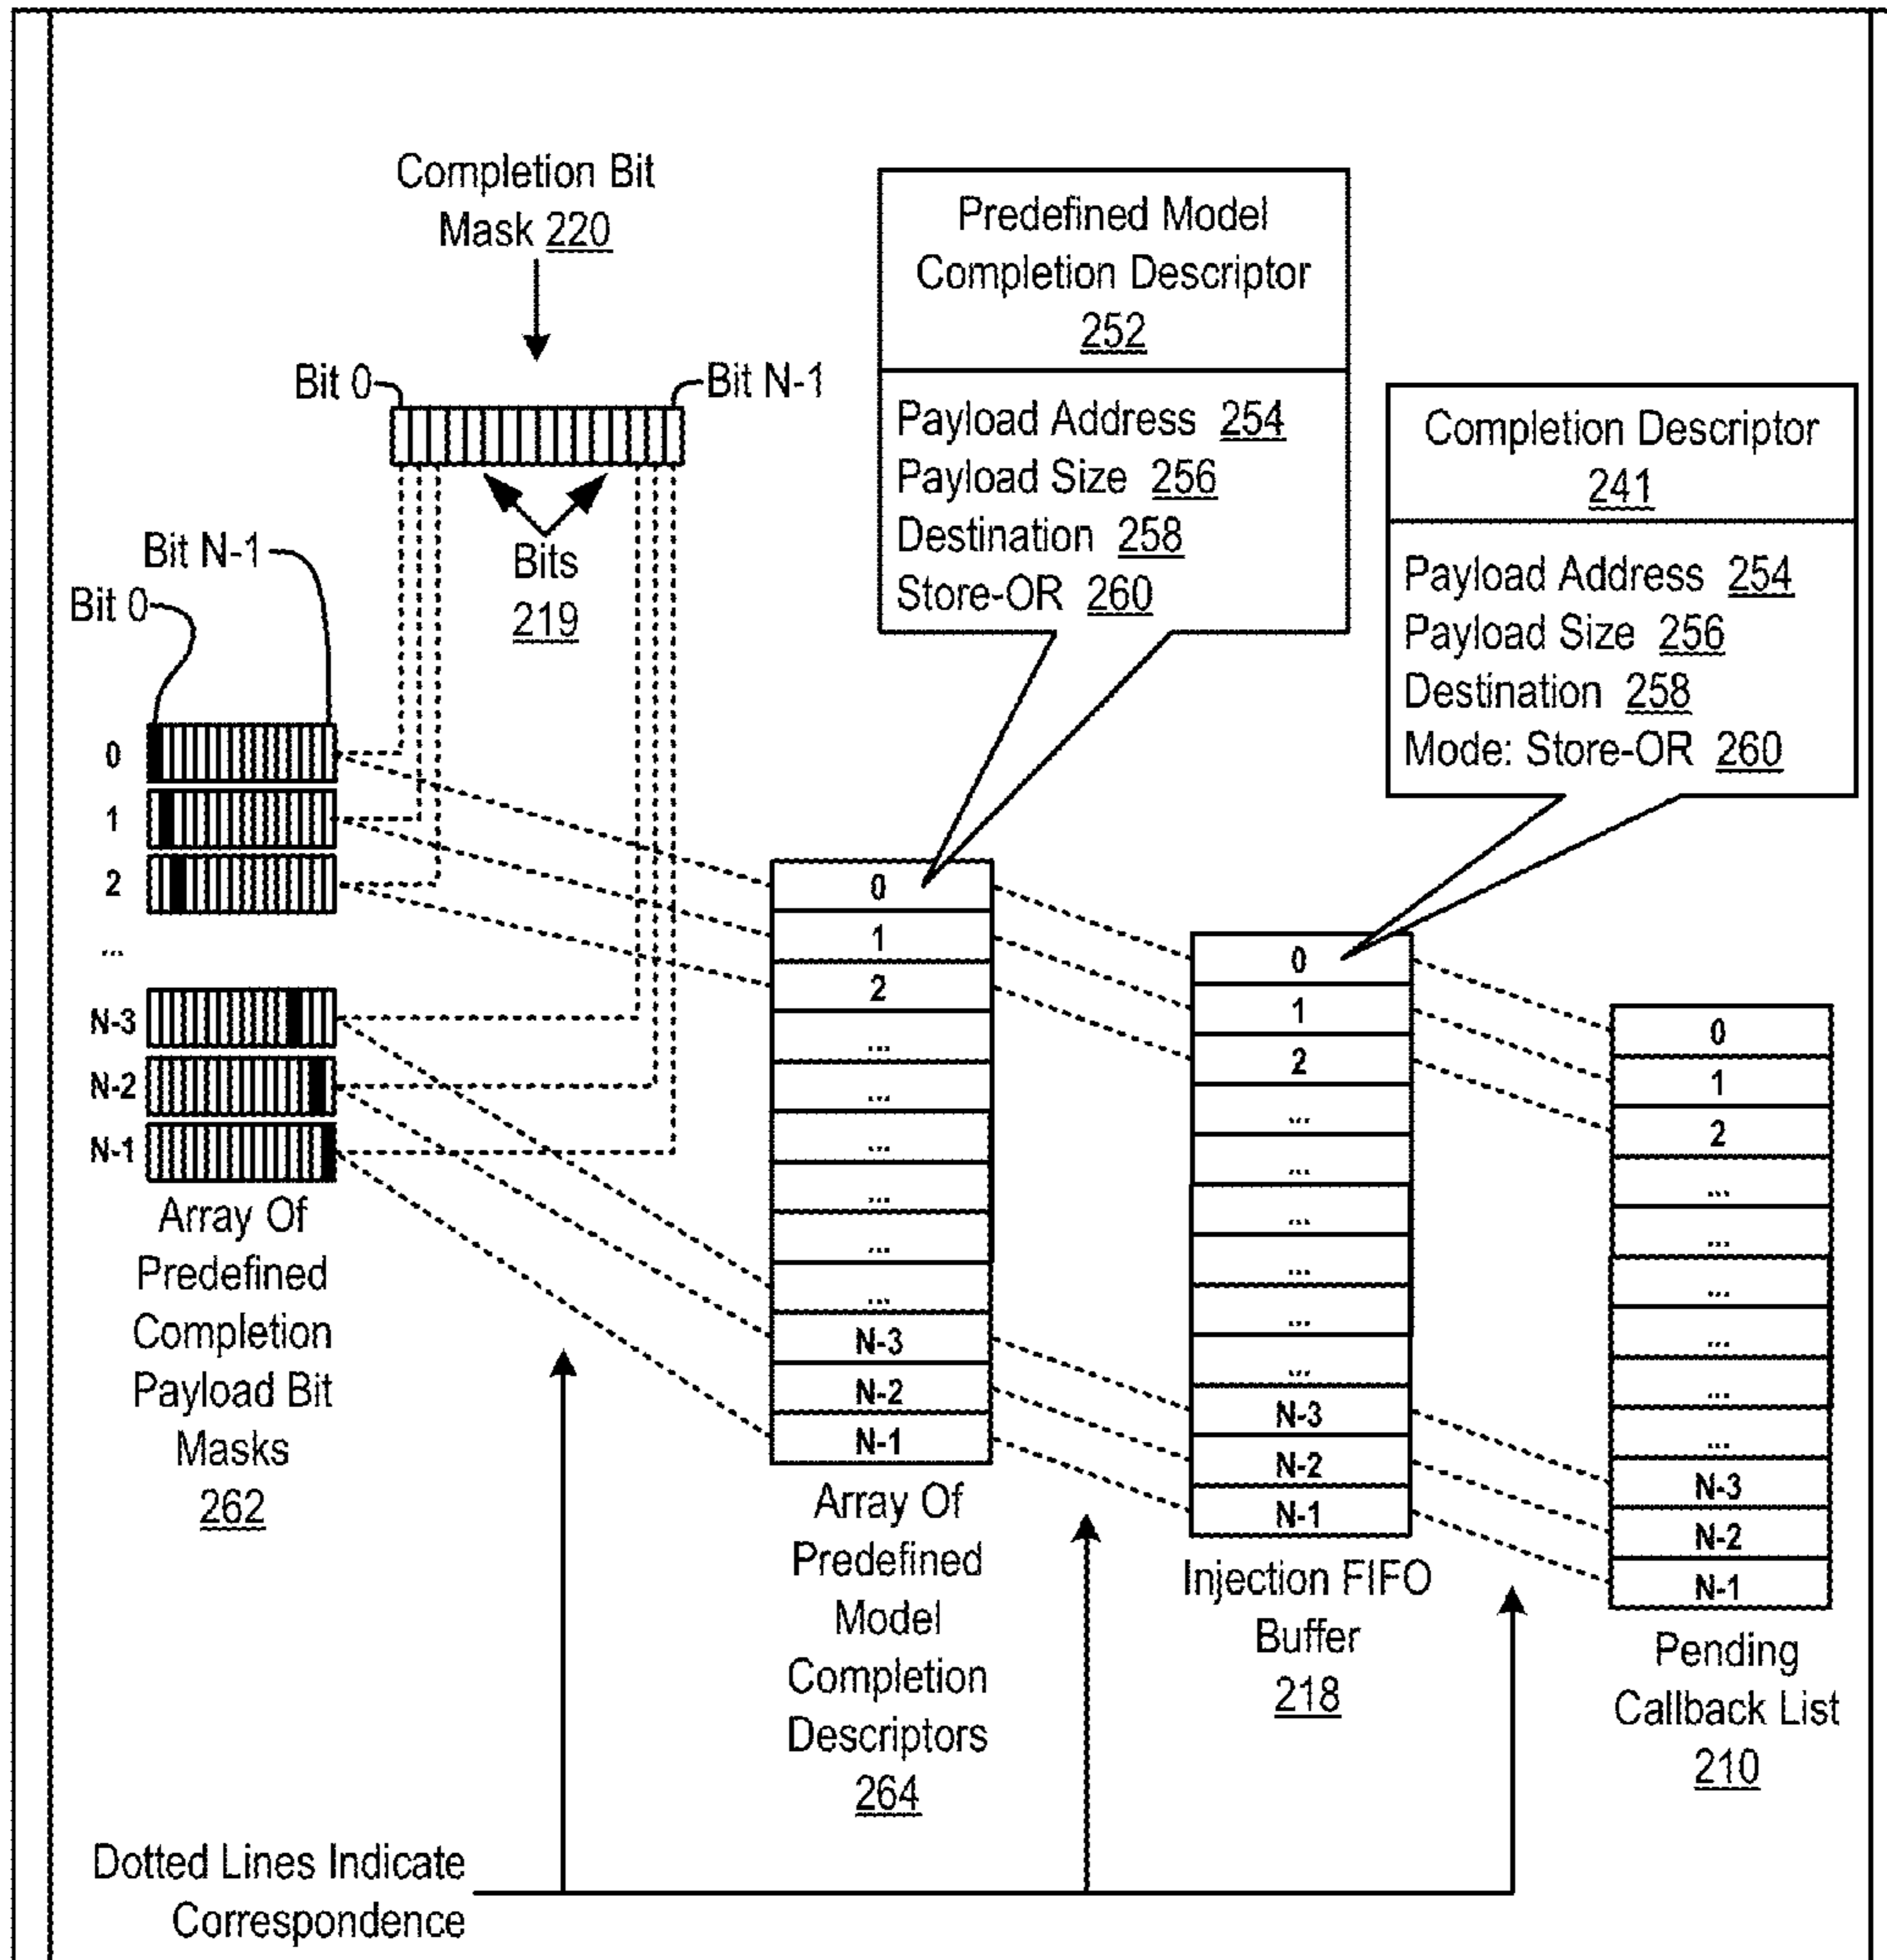 Completion Bit
Mask 220
Bit 0
Bit N-1
Bits
219
Bit N-1
Bit 0
0
1
2
...
N-3
N-2
N-1
Array Of
Predefined
Completion
Payload Bit
Masks
262
Predefined Model
Completion Descriptor
252
Payload Address 254
Payload Size 256
Destination 258
Store-OR 260
Completion Descriptor
241
Payload Address 254
Payload Size 256
Destination 258
Mode: Store-OR 260
0
1
2
...
...
...
...
...
...
N-3
N-2
N-1
Array Of
Predefined
Model
Completion
Descriptors
264
0
1
2
...
...
...
...
...
...
N-3
N-2
N-1
Injection FIFO
Buffer
218
0
1
2
...
...
...
...
...
...
N-3
N-2
N-1
Pending
Callback List
210
Dotted Lines Indicate
Correspondence